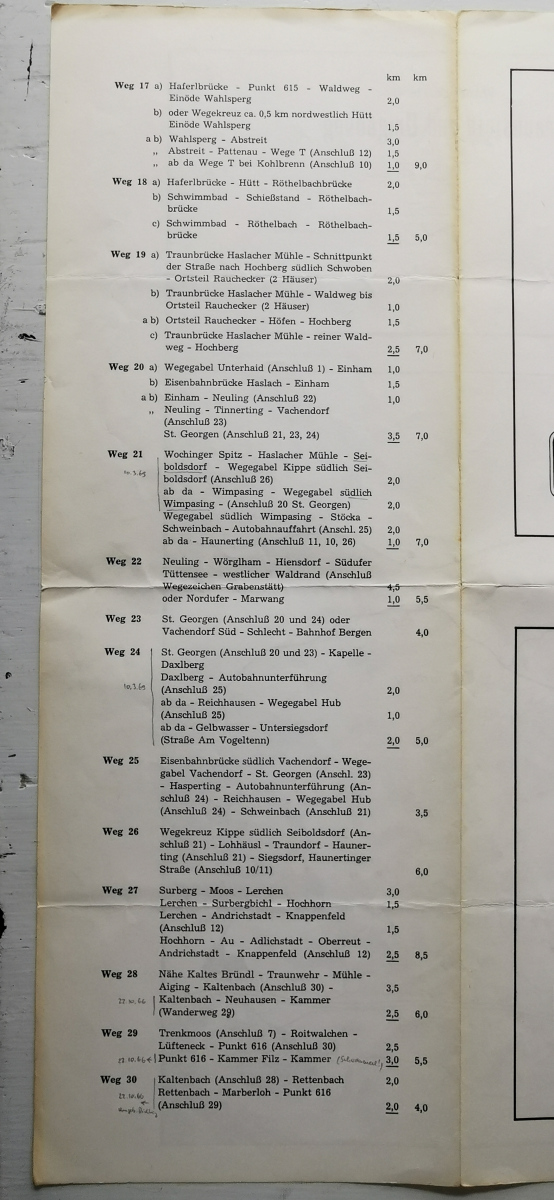 km km
Weg 17 a) Haferlbrücke - Punkt 615 - Waldweg -
Einöde Wahlsperg 2,0
b) oder Wegekreuz ca. 0,5 km nordwestlich Hütt
Einöde Wahlsperg 1,5
a b) Wahlsperg - Abstreit 3,0
„ Abstreit - Pattenau - Wege T (Anschluß 12) 1,5
„ ab da Wege T bei Kohlbrenn (Anschluß 10) 1,0 9,0
Weg 18 a) Haferlbrücke - Hütt - Röthelbachbrücke 2,0
b) Schwimmbad - Schießstand - Röthelbach-
brücke 1,5
c) Schwimmbad - Röthelbach - Röthelbach-
brücke 1,5 5,0
Weg 19 a) Traunbrücke Haslacher Mühle - Schnittpunkt
der Straße nach Hochberg südlich Schwoben
- Ortsteil Rauchecker (2 Häuser) 2,0
b) Traunbrücke Haslacher Mühle - Waldweg bis
Ortsteil Rauchecker (2 Häuser) 1,0
a b) Ortsteil Rauchecker - Höfen - Hochberg 1,5
c) Traunbrücke Haslacher Mühle - reiner Wald-
weg - Hochberg 2,5 7,0
Weg 20 a) Wegegabel Unterhaid (Anschluß 1) - Einham 1,0
b) Eisenbahnbrücke Haslach - Einham 1,5
a b) Einham - Neuling (Anschluß 22) 1,0
„ Neuling - Tinnerting - Vachendorf
(Anschluß 23)
St. Georgen (Anschluß 21, 23, 24) 3,5 7,0
Weg 21 Wochinger Spitz - Haslacher Mühle - Sei-
10.3.69 boldsdorf - Wegegabel Kippe südlich Sei-
boldsdorf (Anschluß 26) 2,0
ab da - Wimpasing - Wegegabel südlich
Wimpasing - (Anschluß 20 St. Georgen) 2,0
Wegegabel südlich Wimpasing - Stöcka -
Schweinbach - Autobahnauffahrt (Anschl. 25) 2,0
ab da - Haunerting (Anschluß 11, 10, 26) 1,0 7,0
Weg 22 Neuling - Wörglham - Hiensdorf - Südufer
Tüttensee - westlicher Waldrand (Anschluß
Wegezeichen Grabenstätt) 4,5
oder Nordufer - Marwang 1,0 5,5
Weg 23 St. Georgen (Anschluß 20 und 24) oder
Vachendorf Süd - Schlecht - Bahnhof Bergen 4,0
Weg 24 St. Georgen (Anschluß 20 und 23) - Kapelle -
Daxlberg
Daxlberg - Autobahnunterführung
10.3.69 (Anschluß 25) 2,0
ab da - Reichhausen - Wegegabel Hub
(Anschluß 25) 1,0
ab da - Gelbwasser - Untersiegsdorf
(Straße Am Vogeltenn) 2,0 5,0
Weg 25 Eisenbahnbrücke südlich Vachendorf - Wege-
gabel Vachendorf - St. Georgen (Anschl. 23)
- Hasperting - Autobahnunterführung (An-
schluß 24) - Reichhausen - Wegegabel Hub
(Anschluß 24) - Schweinbach (Anschluß 21) 3,5
Weg 26 Wegekreuz Kippe südlich Seiboldsdorf (An-
schluß 21) - Lohhäusl - Traundorf - Hauner-
ting (Anschluß 21) - Siegsdorf, Haunertinger
Straße (Anschluß 10/11) 6,0
Weg 27 Surberg - Moos - Lerchen 3,0
Lerchen - Surbergbichl - Hochhorn 1,5
Lerchen - Andrichstadt - Knappenfeld
(Anschluß 12) 1,5
Hochhorn - Au - Adlichstadt - Oberreut -
Andrichstadt - Knappenfeld (Anschluß 12) 2,5 8,5
Weg 28 Nähe Kaltes Bründl - Traunwehr - Mühle -
Aiging - Kaltenbach (Anschluß 30) - 3,5
22.10.66 Kaltenbach - Neuhausen - Kammer
(Wanderweg 29) 2,5 6,0
Weg 29 Trenkmoos (Anschluß 7) - Roitwalchen -
Lüfteneck - Punkt 616 (Anschluß 30) 2,5
Punkt 616 - Kammer Filz - Kammer 3,0 5,5
Weg 30 Kaltenbach (Anschluß 28) - Rettenbach 2,0
Rettenbach - Marberloh - Punkt 616
(Anschluß 29) 2,0 4,0